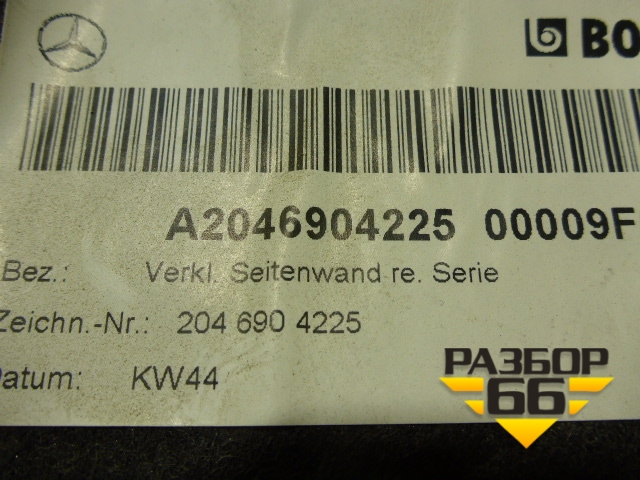 BO
A2046904225 00009F
Bez.: Verkl. Seitenwand re. Serie
Zeichn.-Nr.: 204 690 4225
Datum: KW44
РАЗБОР
66